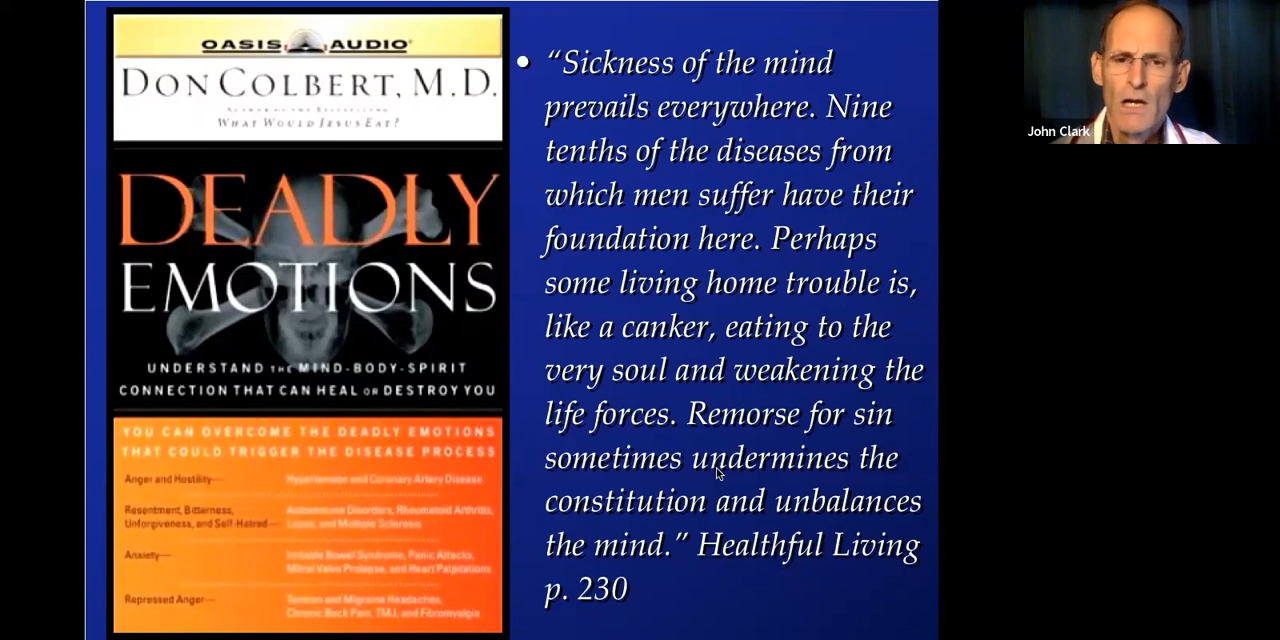 OASIS AUDIO
DON COLBERT, M.D.
AUTHOR OF THE BESTSELLING
WHAT WOULD JESUS EAT?
DEADLY
EMOTIONS
UNDERSTAND THE MIND-BODY-SPIRIT
CONNECTION THAT CAN HEAL OR DESTROY YOU
YOU CAN OVERCOME THE DEADLY EMOTIONS
THAT COULD TRIGGER THE DISEASE PROCESS
Anger and Hostility— Hypertension and Coronary Artery Disease
Resentment, Bitterness, Autoimmune Disorders, Rheumatoid Arthritis,
Unforgiveness, and Self-Hatred— Lupus, and Multiple Sclerosis
Anxiety— Irritable Bowel Syndrome, Panic Attacks,
Mitral Valve Prolapse, and Heart Palpitations
Repressed Anger— Tension and Migraine Headaches,
Chronic Back Pain, TMJ, and Fibromyalgia
• “Sickness of the mind
prevails everywhere. Nine
tenths of the diseases from
which men suffer have their
foundation here. Perhaps
some living home trouble is,
like a canker, eating to the
very soul and weakening the
life forces. Remorse for sin
sometimes undermines the
constitution and unbalances
the mind.” Healthful Living
p. 230
John Clark